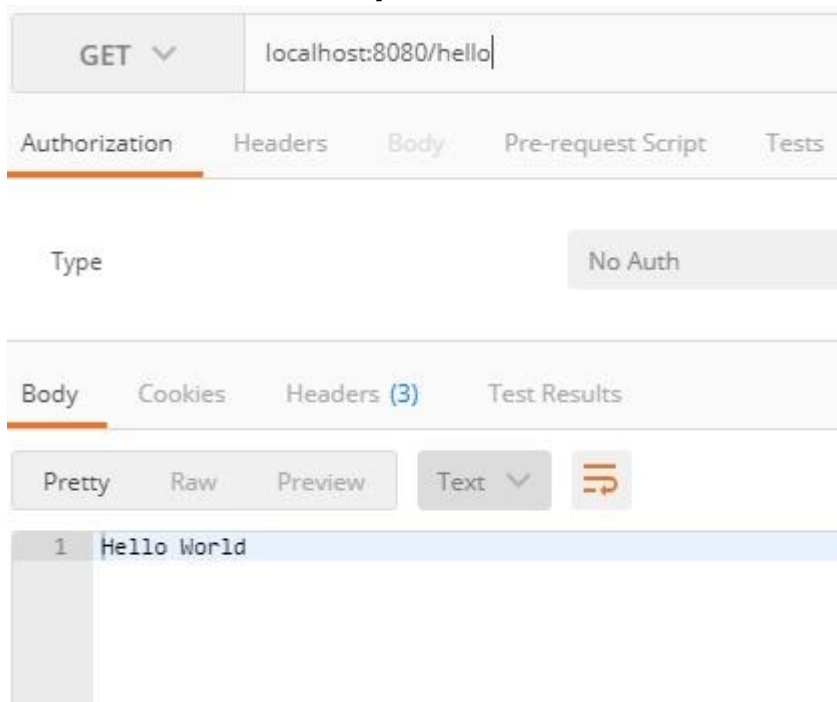 GET localhost:8080/hello
Authorization Headers Body Pre-request Script Tests
Type No Auth
Body Cookies Headers (3) Test Results
Pretty Raw Preview Text
1 Hello World